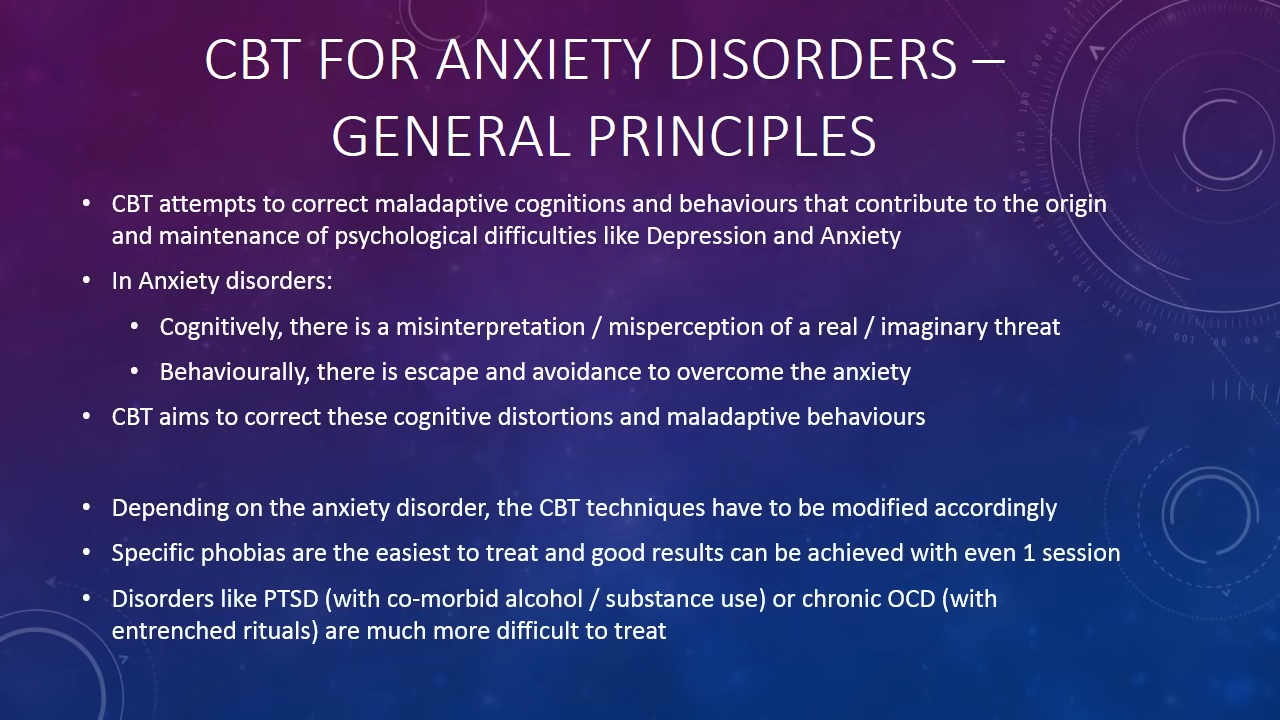 CBT FOR ANXIETY DISORDERS –
GENERAL PRINCIPLES
• CBT attempts to correct maladaptive cognitions and behaviours that contribute to the origin
and maintenance of psychological difficulties like Depression and Anxiety
• In Anxiety disorders:
• Cognitively, there is a misinterpretation / misperception of a real / imaginary threat
• Behaviourally, there is escape and avoidance to overcome the anxiety
• CBT aims to correct these cognitive distortions and maladaptive behaviours
• Depending on the anxiety disorder, the CBT techniques have to be modified accordingly
• Specific phobias are the easiest to treat and good results can be achieved with even 1 session
• Disorders like PTSD (with co-morbid alcohol / substance use) or chronic OCD (with
entrenched rituals) are much more difficult to treat